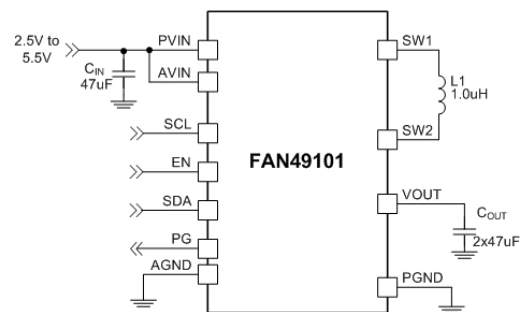 2.5V to
5.5V
PVIN
CIN
47uF
AVIN
SCL
EN
SDA
PG
AGND
FAN49101
SW1
L1
1.0uH
SW2
VOUT
COUT
2x47uF
PGND